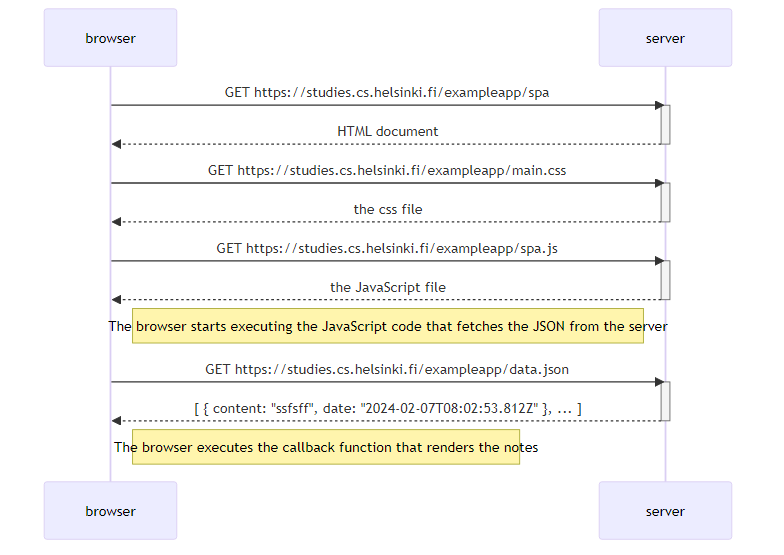 browser
server
GET https://studies.cs.helsinki.fi/exampleapp/spa
HTML document
GET https://studies.cs.helsinki.fi/exampleapp/main.css
the css file
GET https://studies.cs.helsinki.fi/exampleapp/spa.js
the JavaScript file
The browser starts executing the JavaScript code that fetches the JSON from the server
GET https://studies.cs.helsinki.fi/exampleapp/data.json
[ { content: "ssfsff", date: "2024-02-07T08:02:53.812Z" }, ... ]
The browser executes the callback function that renders the notes
browser
server